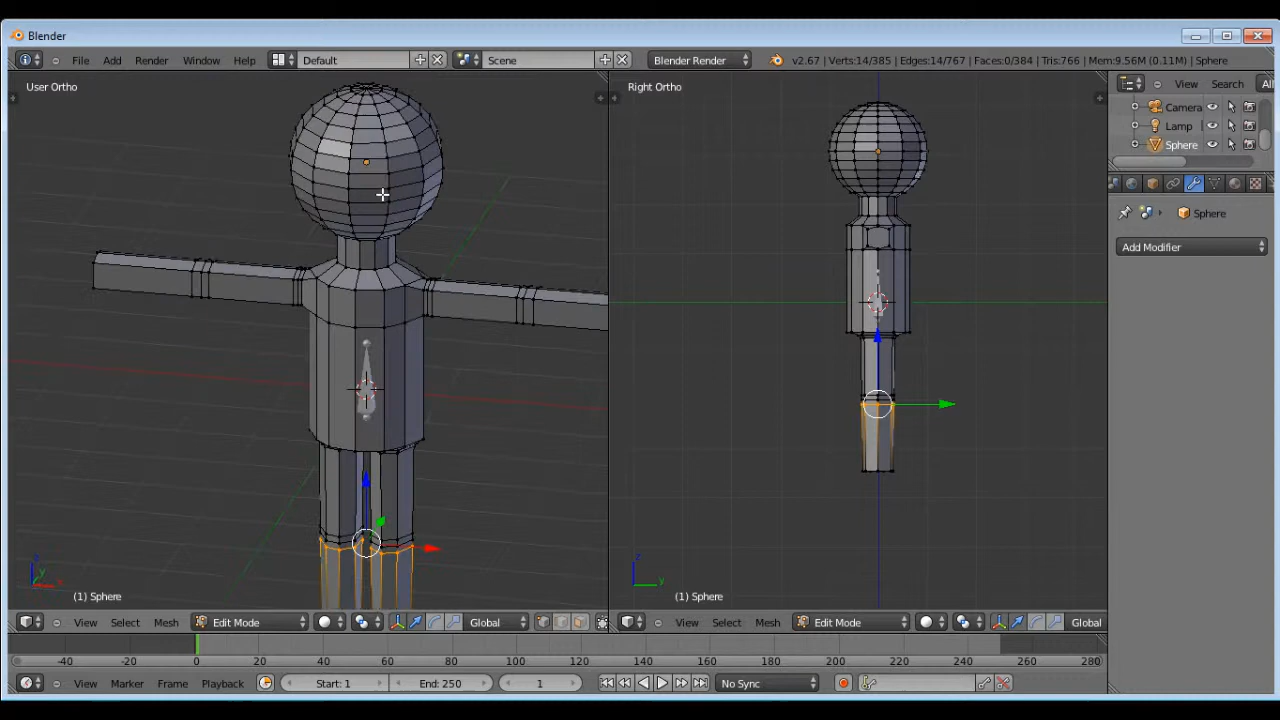 Blender
File Add Render Window Help Default Scene Blender Render v2.67 | Verts:14/385 | Edges:14/767 | Faces:0/384 | Tris:766 | Mem:9.56M (0.11M) | Sphere
View Search All
User Ortho
Right Ortho
Camera
Lamp
Sphere
Sphere
Add Modifier
(1) Sphere
(1) Sphere
View Select Mesh Edit Mode Global
View Select Mesh Edit Mode Global
-40 -20 0 20 40 60 80 100 120 140 160 180 200 220 240 260 280
View Marker Frame Playback Start: 1 End: 250 1 No Sync